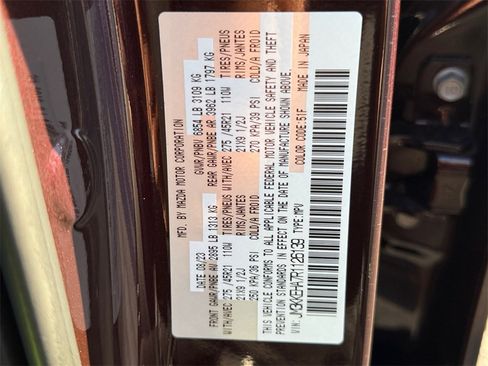 MFD. BY MAZDA MOTOR CORPORATION
DATE: 08/23 GVWR/PNBV 6854 LB 3109 KG
FRONT GAWR/PNBE AV 2895 LB 1313 KG REAR GAWR/PNBE AR 3962 LB 1797 KG
WITH/AVEC 275 /45R21 110W TIRES/PNEUS WITH/AVEC 275 /45R21 110W TIRES/PNEUS
21X9 1/2J RIMS/JANTES 21X9 1/2J RIMS/JANTES
250 KPA/36 PSI COLD/A FROID 270 KPA/39 PSI COLD/A FROID
THIS VEHICLE CONFORMS TO ALL APPLICABLE FEDERAL MOTOR VEHICLE SAFETY AND THEFT
PREVENTION STANDARDS IN EFFECT ON THE DATE OF MANUFACTURE SHOWN ABOVE.
VIN: JM3KKEHA7R1126139 TYPE:MPV COLOR CODE:51F MADE IN JAPAN